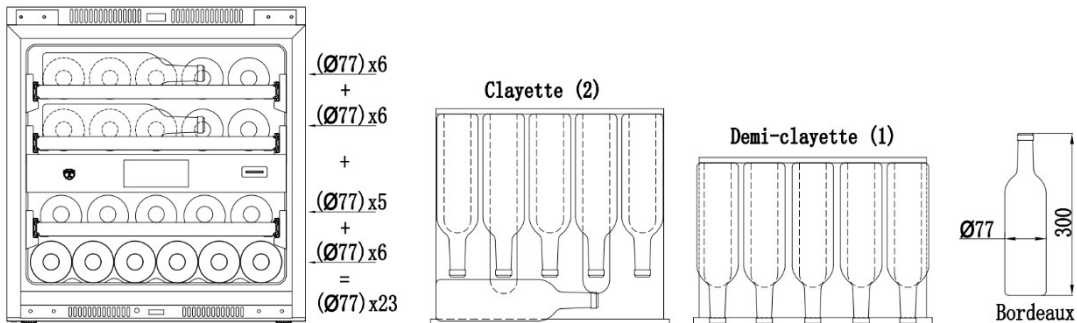 (Ø77)x6
+
(Ø77)x6
+
(Ø77)x5
+
(Ø77)x6
=
(Ø77)x23
Clayette (2)
Demi-clayette (1)
Ø77
300
Bordeaux